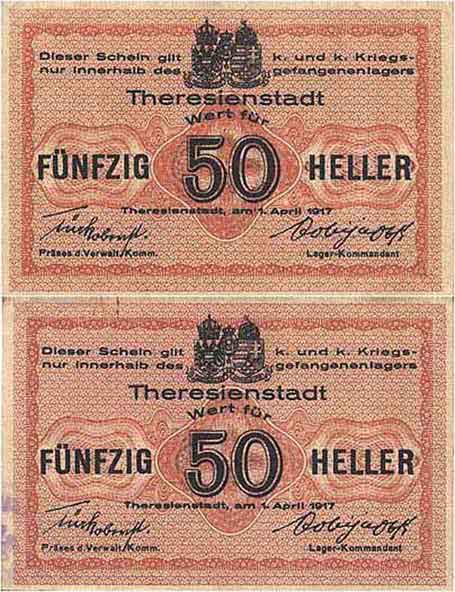 Dieser Schein gilt k. und k. Kriegs-
nur innerhalb des gefangenenlagers
Theresienstadt
Wert für
FÜNFZIG 50 HELLER
Theresienstadt, am 1. April 1917
Präses d. Verwalt./Komm. Lager-Kommandant
Dieser Schein gilt k. und k. Kriegs-
nur innerhalb des gefangenenlagers
Theresienstadt
Wert für
FÜNFZIG 50 HELLER
Theresienstadt, am 1. April 1917
Präses d. Verwalt./Komm. Lager-Kommandant